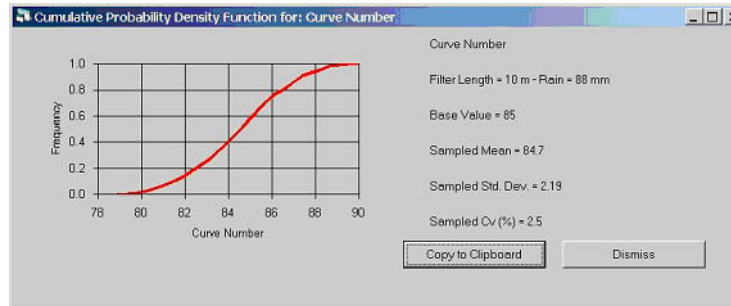 Cumulative Probability Density Function for: Curve Number
Curve Number
Filter Length = 10 m - Rain = 88 mm
Base Value = 85
Sampled Mean = 84.7
Sampled Std. Dev. = 2.19
Sampled Cv (%) = 2.5
1.0
0.8
0.6
0.4
0.2
0.0
Frequency
78 80 82 84 86 88 90
Curve Number
Copy to Clipboard
Dismiss